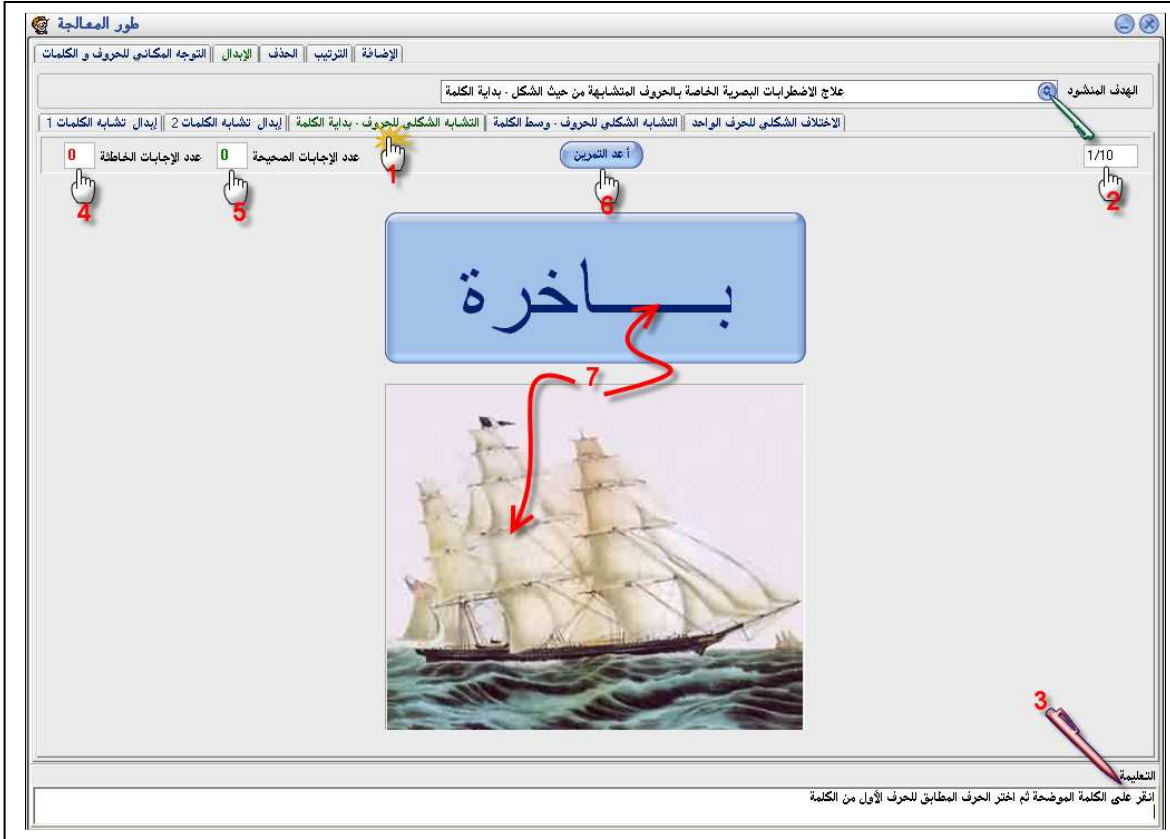 طور المعالجة
الإضافة الترتيب الحذف الإبدال التوجه المكاني للحروف و الكلمات
الهدف المنشود علاج الاضطرابات البصرية الخاصة بالحروف المتشابهة من حيث الشكل - بداية الكلمة
الاختلاف الشكلي للحرف الواحد التشابه الشكلي للحروف - وسط الكلمة التشابه الشكلي للحروف - بداية الكلمة إبدال تشابه الكلمات 2 إبدال تشابه الكلمات 1
1/10 أعد التمرين عدد الإجابات الصحيحة 0 عدد الإجابات الخاطئة 0
2 6 1 5 4
بـــــاخرة
7
3
التعليمة
انقر على الكلمة الموضحة ثم اختر الحرف المطابق للحرف الأول من الكلمة